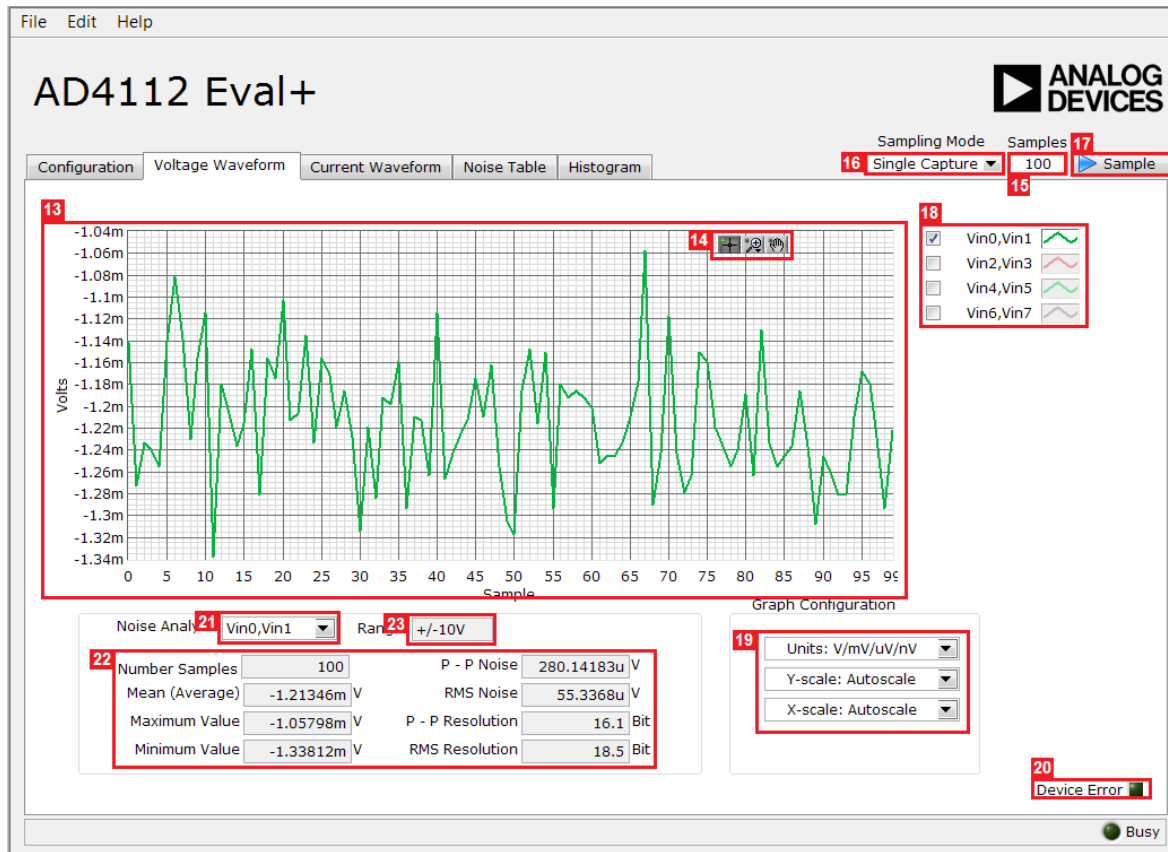 File Edit Help
AD4112 Eval+
ANALOG
DEVICES
Sampling Mode Samples 17
Configuration Voltage Waveform Current Waveform Noise Table Histogram 16 Single Capture 100 Sample
15
13
18
14
-1.04m
-1.06m
-1.08m
-1.1m
-1.12m
-1.14m
-1.16m
-1.18m
-1.2m
-1.22m
-1.24m
-1.26m
-1.28m
-1.3m
-1.32m
-1.34m
Volts
0 5 10 15 20 25 30 35 40 45 50 55 60 65 70 75 80 85 90 95 99
Sample
Vin0,Vin1
Vin2,Vin3
Vin4,Vin5
Vin6,Vin7
Noise Analy 21 Vin0,Vin1 Rang 23 +/-10V
22
Number Samples 100 P - P Noise 280.14183u V
Mean (Average) -1.21346m V RMS Noise 55.3368u V
Maximum Value -1.05798m V P - P Resolution 16.1 Bit
Minimum Value -1.33812m V RMS Resolution 18.5 Bit
Graph Configuration
19 Units: V/mV/uV/nV
Y-scale: Autoscale
X-scale: Autoscale
20
Device Error
Busy